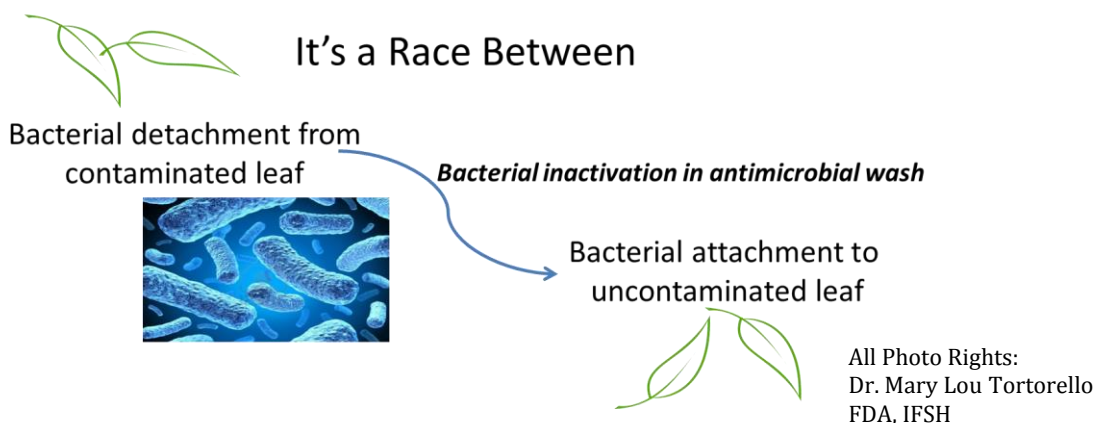 It’s a Race Between
Bacterial detachment from
contaminated leaf
Bacterial inactivation in antimicrobial wash
Bacterial attachment to
uncontaminated leaf
All Photo Rights:
Dr. Mary Lou Tortorello
FDA, IFSH